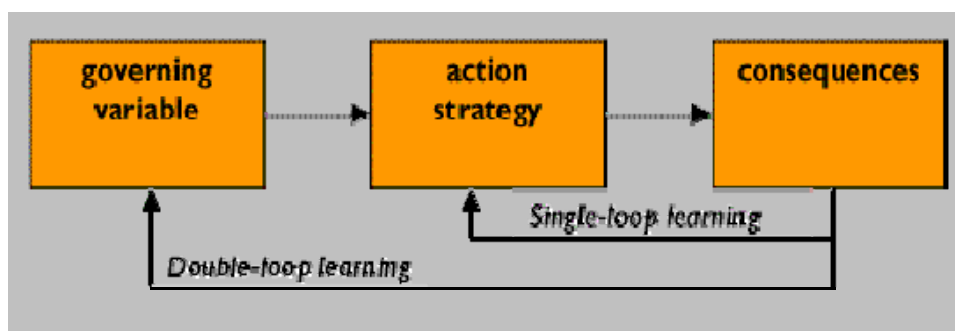 governing
variable
action
strategy
consequences
Single-loop learning
Double-loop learning